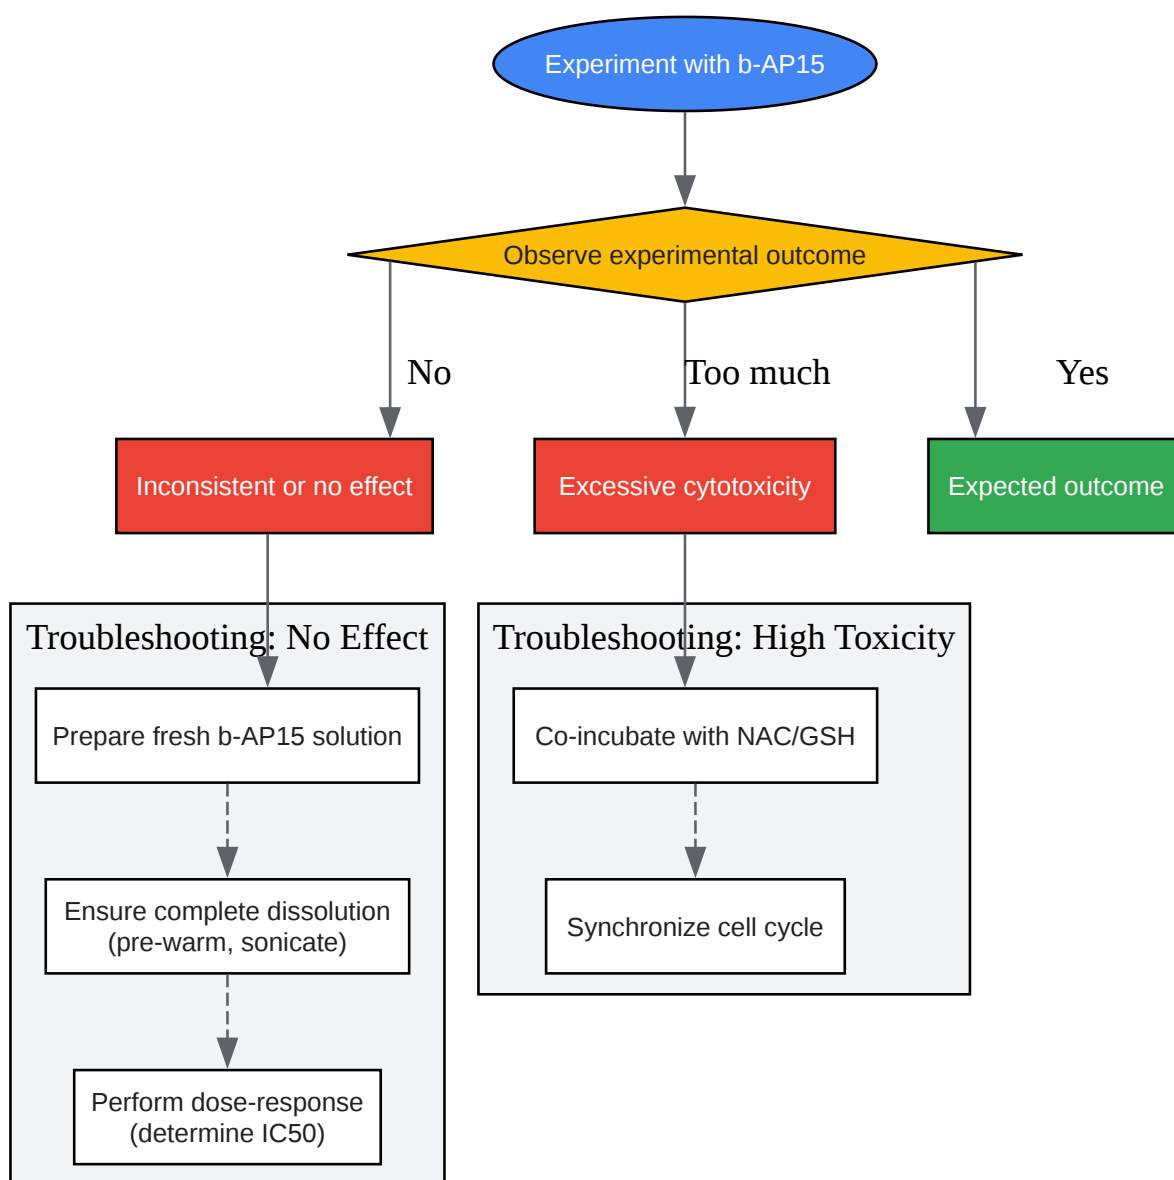 Experiment with b-AP15
Observe experimental outcome
No
Too much
Yes
Inconsistent or no effect
Excessive cytotoxicity
Expected outcome
Troubleshooting: No Effect
Troubleshooting: High Toxicity
Prepare fresh b-AP15 solution
Co-incubate with NAC/GSH
Ensure complete dissolution
(pre-warm, sonicate)
Synchronize cell cycle
Perform dose-response
(determine IC50)